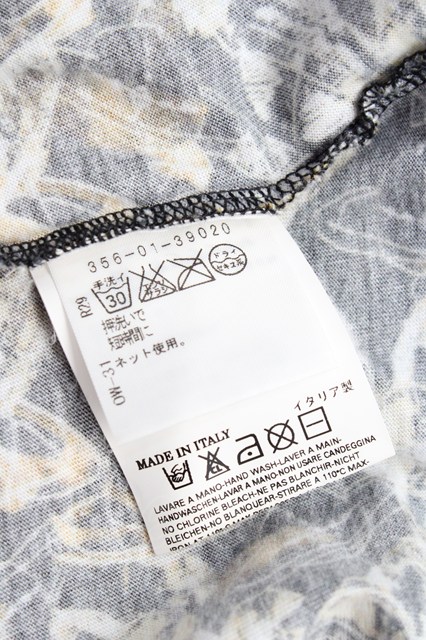 356-01-39020
手洗イ
30
ドライ
セキユ系
R29
押洗いで
短時間に
ネット使用。
OW-31
イタリア製
MADE IN ITALY
LAVARE A MANO-HAND WASH-LAVER A MAIN-
HANDWASCHEN-LAVAR A MANO-NON USARE CANDEGGINA
NO CHLORINE BLEACH-NE PAS BLANCHIR-NICHT
BLEICHEN-NO BLANQUEAR-STIRARE A 110°C MAX-